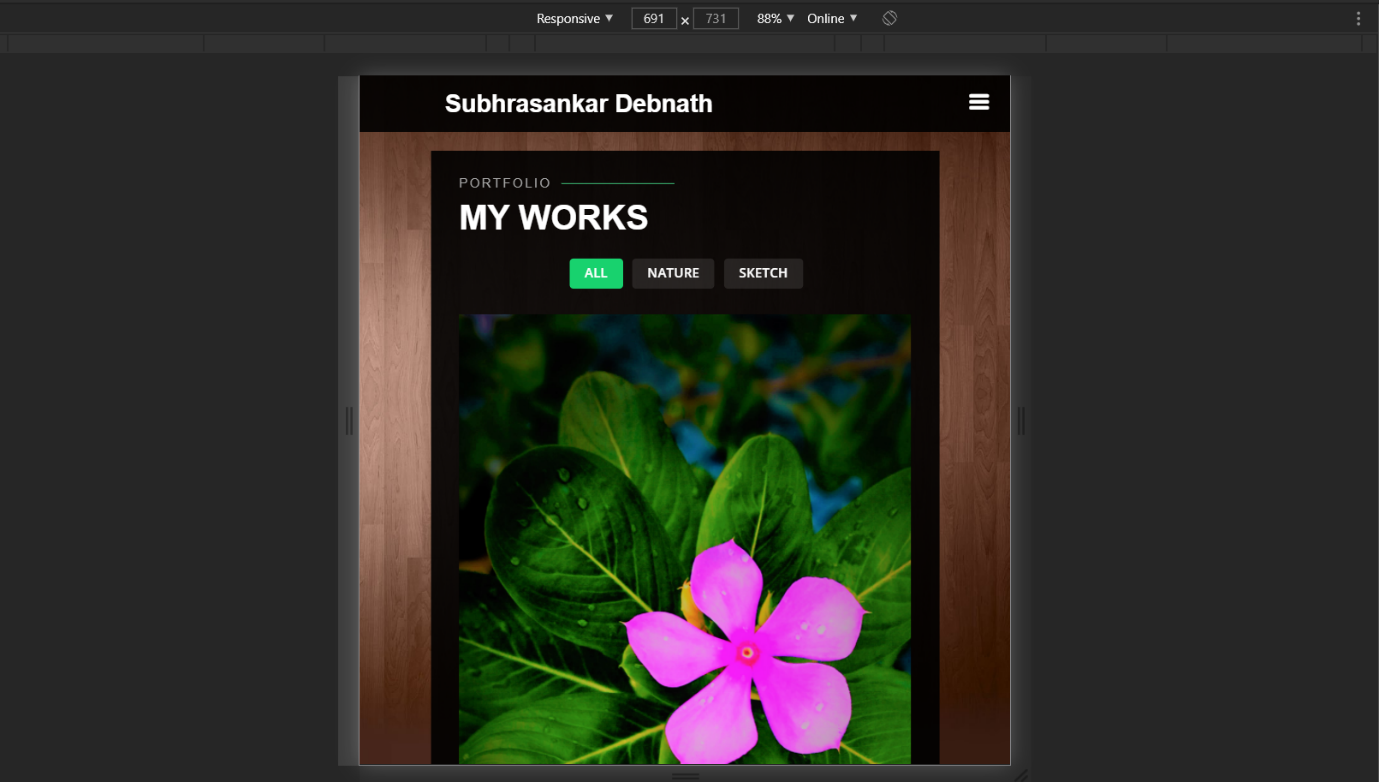 Responsive ▼ 691 × 731 88% ▼ Online ▼
Subhrasankar Debnath
PORTFOLIO
MY WORKS
ALL NATURE SKETCH